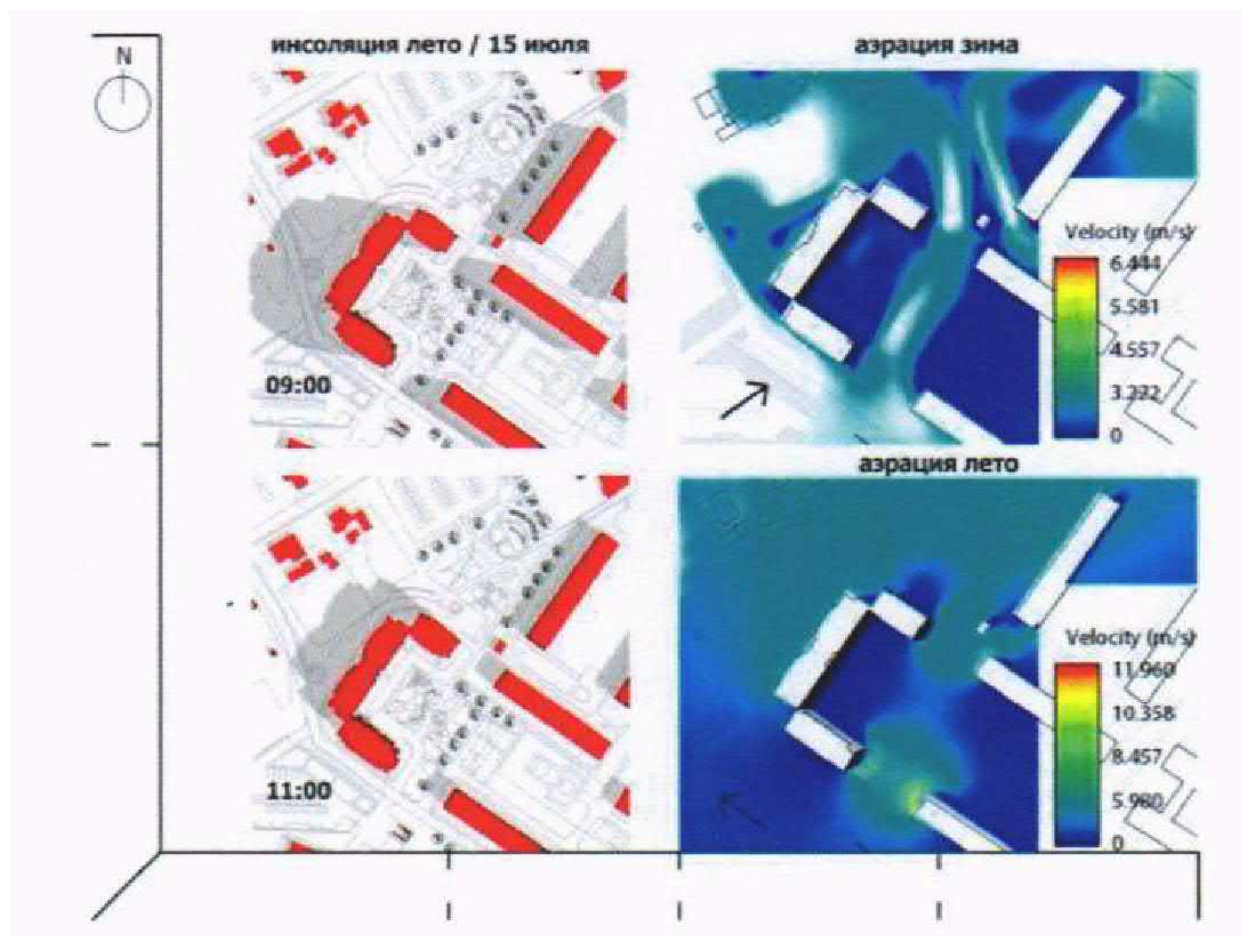 N
инсоляция лето / 15 июля
аэрация зима
Velocity (m/s)
6.444
5.581
4.557
3.222
0
09:00
аэрация лето
Velocity (m/s)
11.960
10.358
8.457
5.980
0
11:00